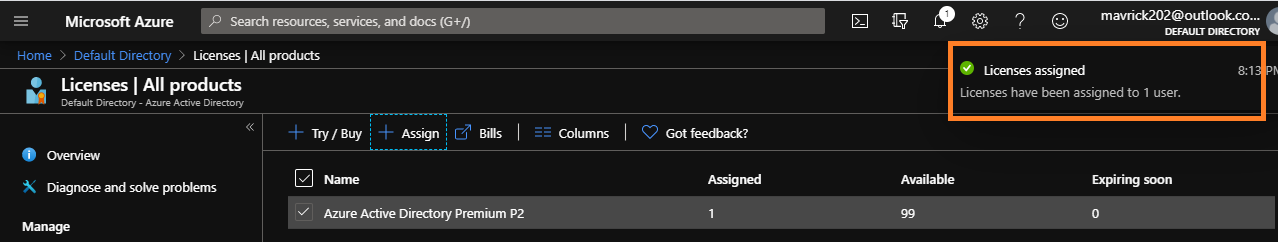 Microsoft Azure
Search resources, services, and docs (G+/)
1
mavrick202@outlook.co...
DEFAULT DIRECTORY
Home > Default Directory > Licenses | All products
Licenses | All products
Default Directory - Azure Active Directory
Licenses assigned
8:13 PM
Licenses have been assigned to 1 user.
«
Try / Buy
Assign
Bills
Columns
Got feedback?
Overview
Diagnose and solve problems
Manage
Name Assigned Available Expiring soon
Azure Active Directory Premium P2 1 99 0